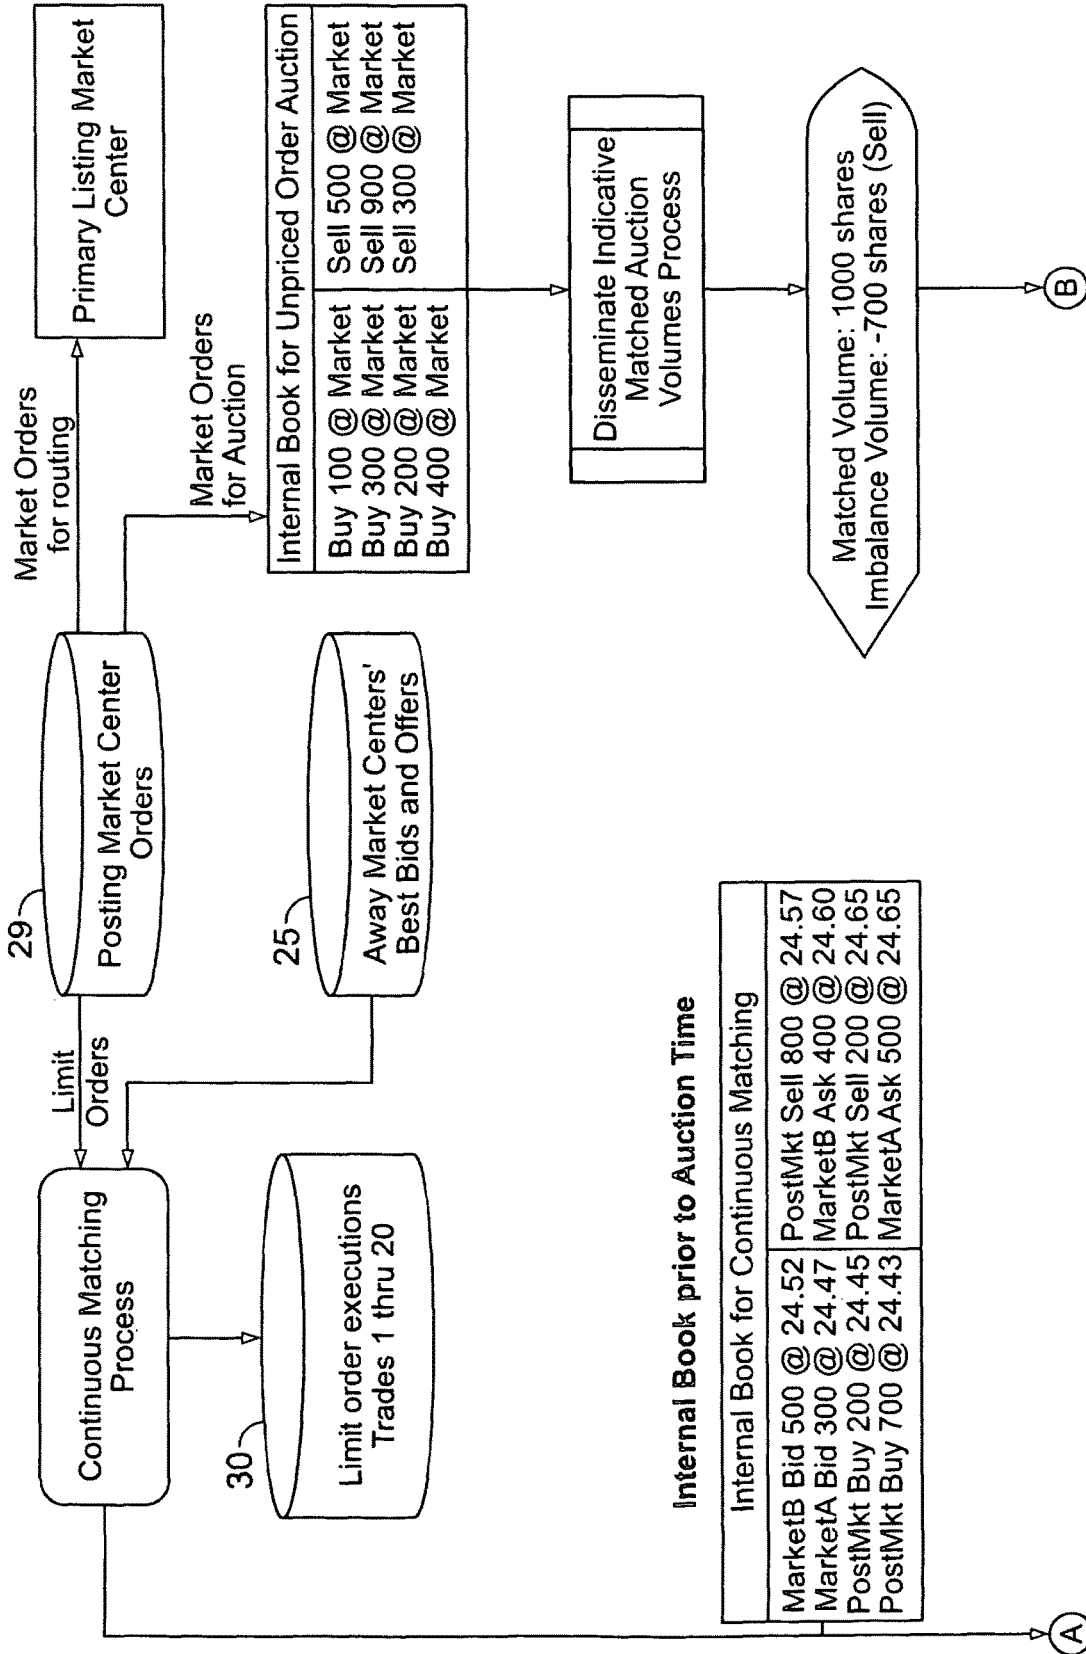 29
Limit
Orders
Market Orders
for routing
Continuous Matching
Process
Posting Market Center
Orders
Primary Listing Market
Center
Market Orders
for Auction
30
Limit order executions
Trades 1 thru 20
25
Away Market Centers'
Best Bids and Offers
Internal Book for Unpriced Order Auction
Buy 100 @ Market Sell 500 @ Market
Buy 300 @ Market Sell 900 @ Market
Buy 200 @ Market Sell 300 @ Market
Buy 400 @ Market
Disseminate Indicative
Matched Auction
Volumes Process
Internal Book prior to Auction Time
Internal Book for Continuous Matching
MarketB Bid 500 @ 24.52 PostMkt Sell 800 @ 24.57
MarketA Bid 300 @ 24.47 MarketB Ask 400 @ 24.60
PostMkt Buy 200 @ 24.45 PostMkt Sell 200 @ 24.65
PostMkt Buy 700 @ 24.43 MarketA Ask 500 @ 24.65
Matched Volume: 1000 shares
Imbalance Volume: -700 shares (Sell)
A
B